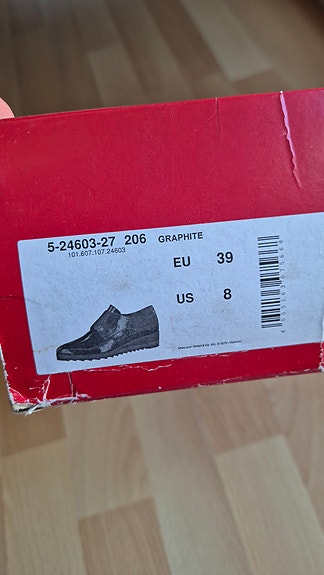 5-24603-27 206 GRAPHITE
101.607.107.24603
EU 39
US 8